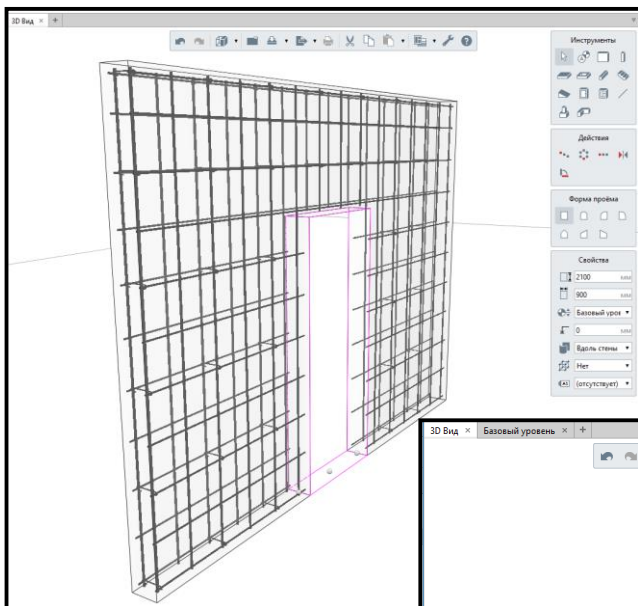 3D Вид × +
Инструменты
Действия
Форма проёма
Свойства
2100 мм
900 мм
Базовый уров
0 мм
Вдоль стены
Нет
(отсутствует)
3D Вид × Базовый уровень × +